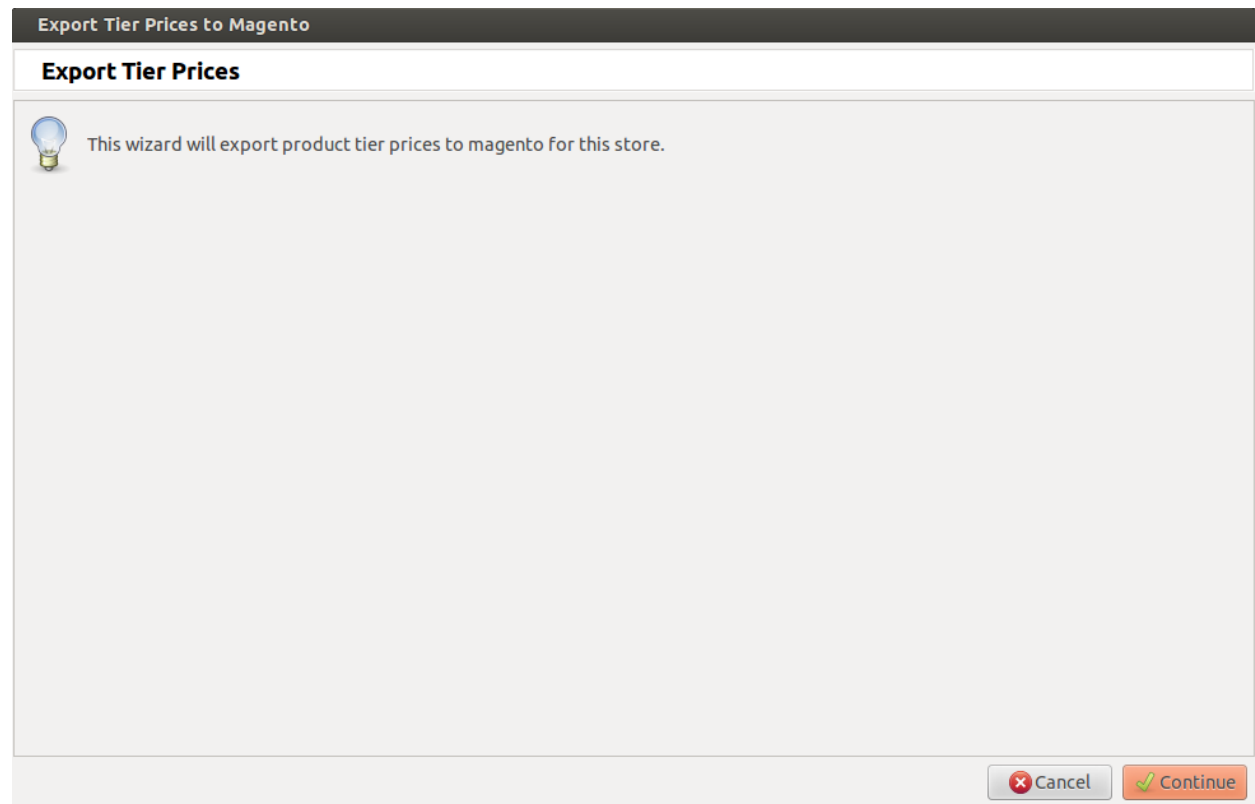 Export Tier Prices to Magento
Export Tier Prices
This wizard will export product tier prices to magento for this store.
Cancel
Continue